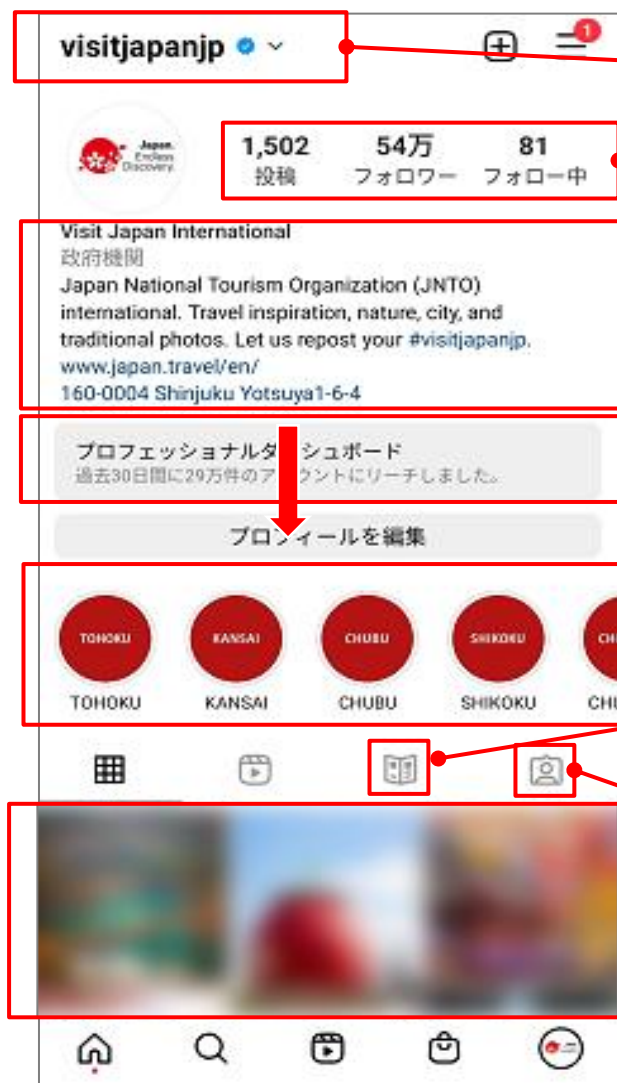 visitjapanjp
1
Japan.
Endless
Discovery.
1,502 54万 81
投稿 フォロワー フォロー中
Visit Japan International
政府機関
Japan National Tourism Organization (JNTO)
international. Travel inspiration, nature, city, and
traditional photos. Let us repost your #visitjapanjp.
www.japan.travel/en/
160-0004 Shinjuku Yotsuya1-6-4
プロフェッショナルダッシュボード
過去30日間に29万件のアカウントにリーチしました。
プロフィールを編集
TOHOKU KANSAI CHUBU SHIKOKU
TOHOKU KANSAI CHUBU SHIKOKU CHU